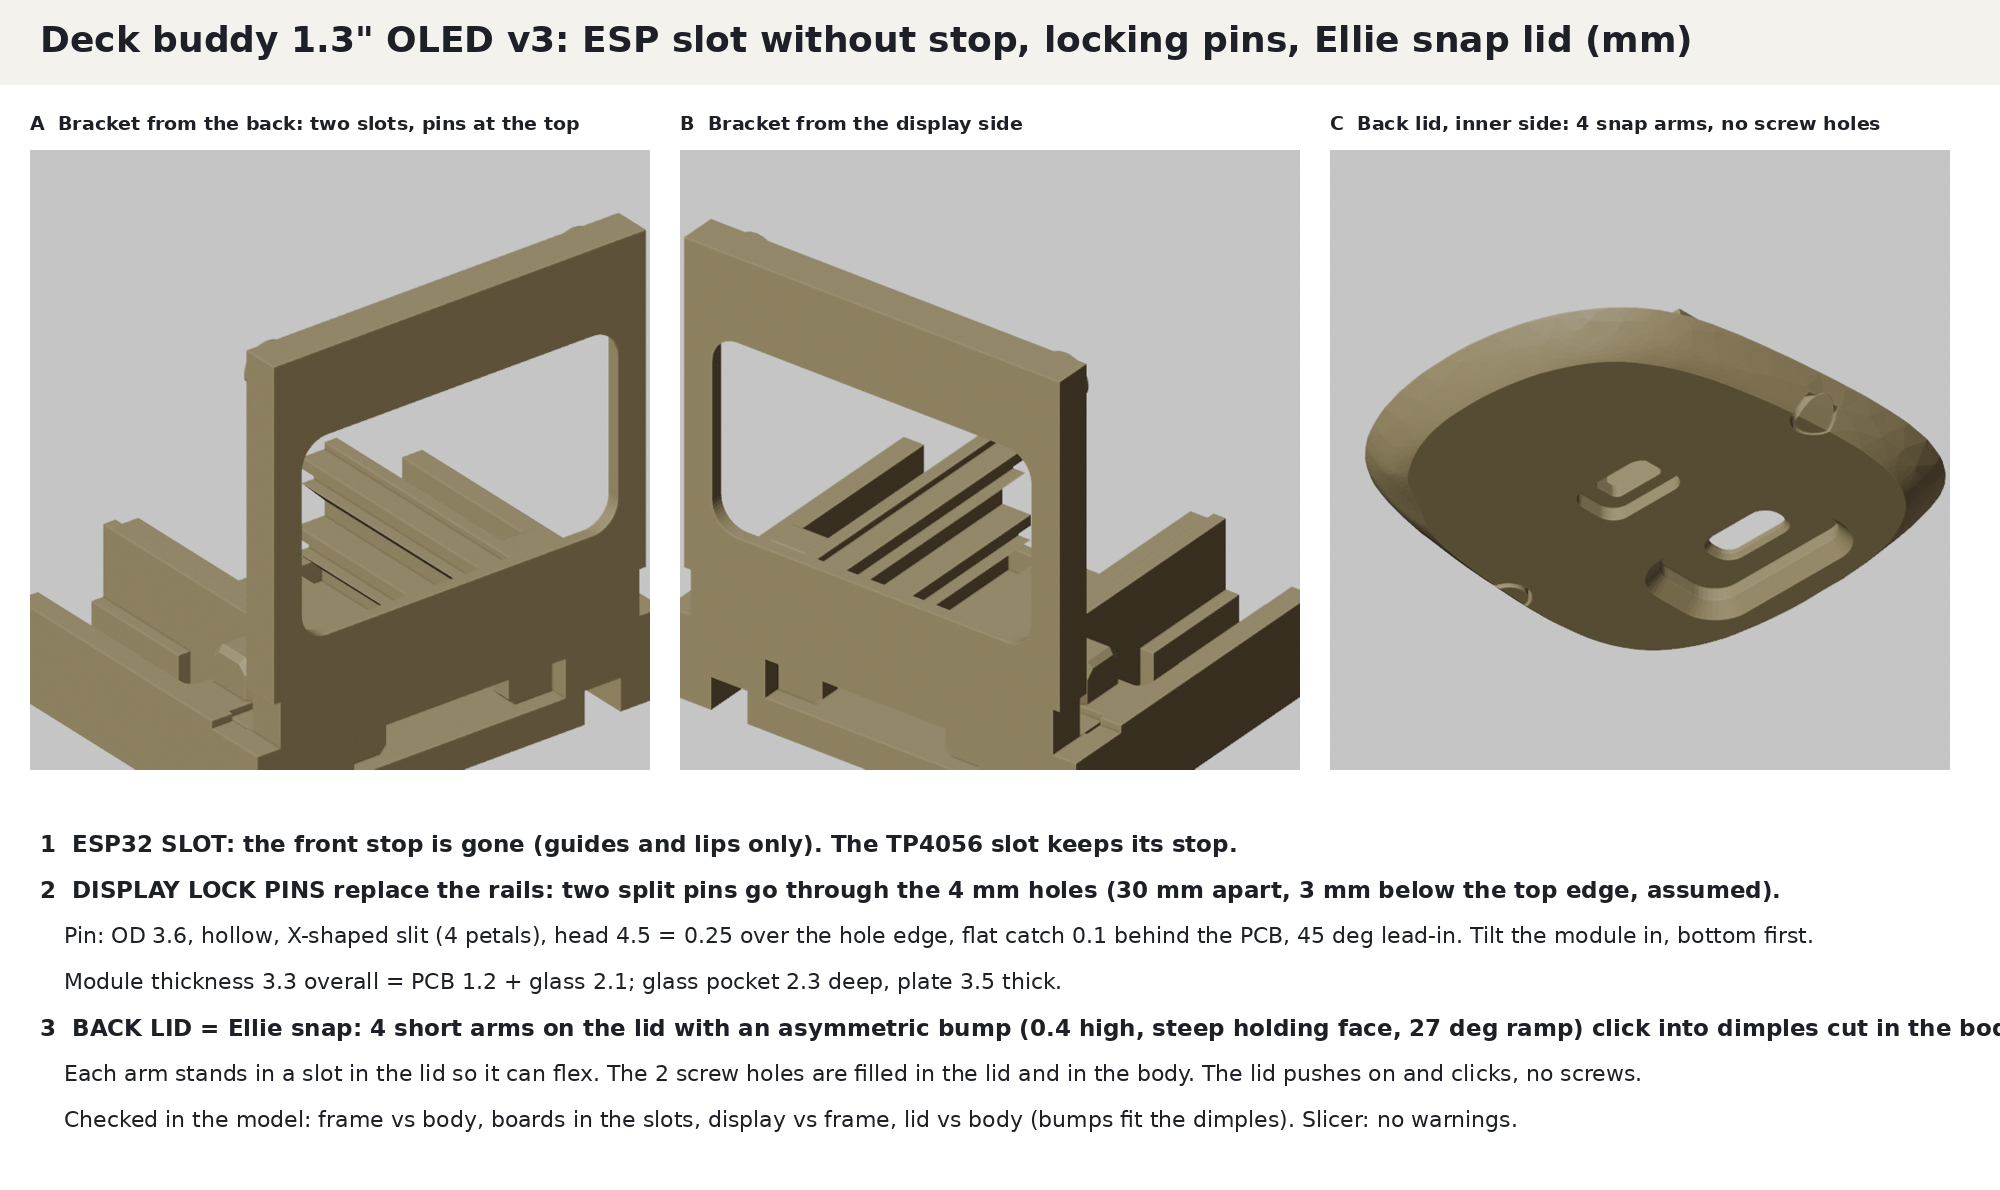 Deck buddy 1.3" OLED v3: ESP slot without stop, locking pins, Ellie snap lid (mm)
A  Bracket from the back: two slots, pins at the top
B  Bracket from the display side
C  Back lid, inner side: 4 snap arms, no screw holes
1  ESP32 SLOT: the front stop is gone (guides and lips only). The TP4056 slot keeps its stop.
2  DISPLAY LOCK PINS replace the rails: two split pins go through the 4 mm holes (30 mm apart, 3 mm below the top edge, assumed).
Pin: OD 3.6, hollow, X-shaped slit (4 petals), head 4.5 = 0.25 over the hole edge, flat catch 0.1 behind the PCB, 45 deg lead-in. Tilt the module in, bottom first.
Module thickness 3.3 overall = PCB 1.2 + glass 2.1; glass pocket 2.3 deep, plate 3.5 thick.
3  BACK LID = Ellie snap: 4 short arms on the lid with an asymmetric bump (0.4 high, steep holding face, 27 deg ramp) click into dimples cut in the
Each arm stands in a slot in the lid so it can flex. The 2 screw holes are filled in the lid and in the body. The lid pushes on and clicks, no screws.
Checked in the model: frame vs body, boards in the slots, display vs frame, lid vs body (bumps fit the dimples). Slicer: no warnings.